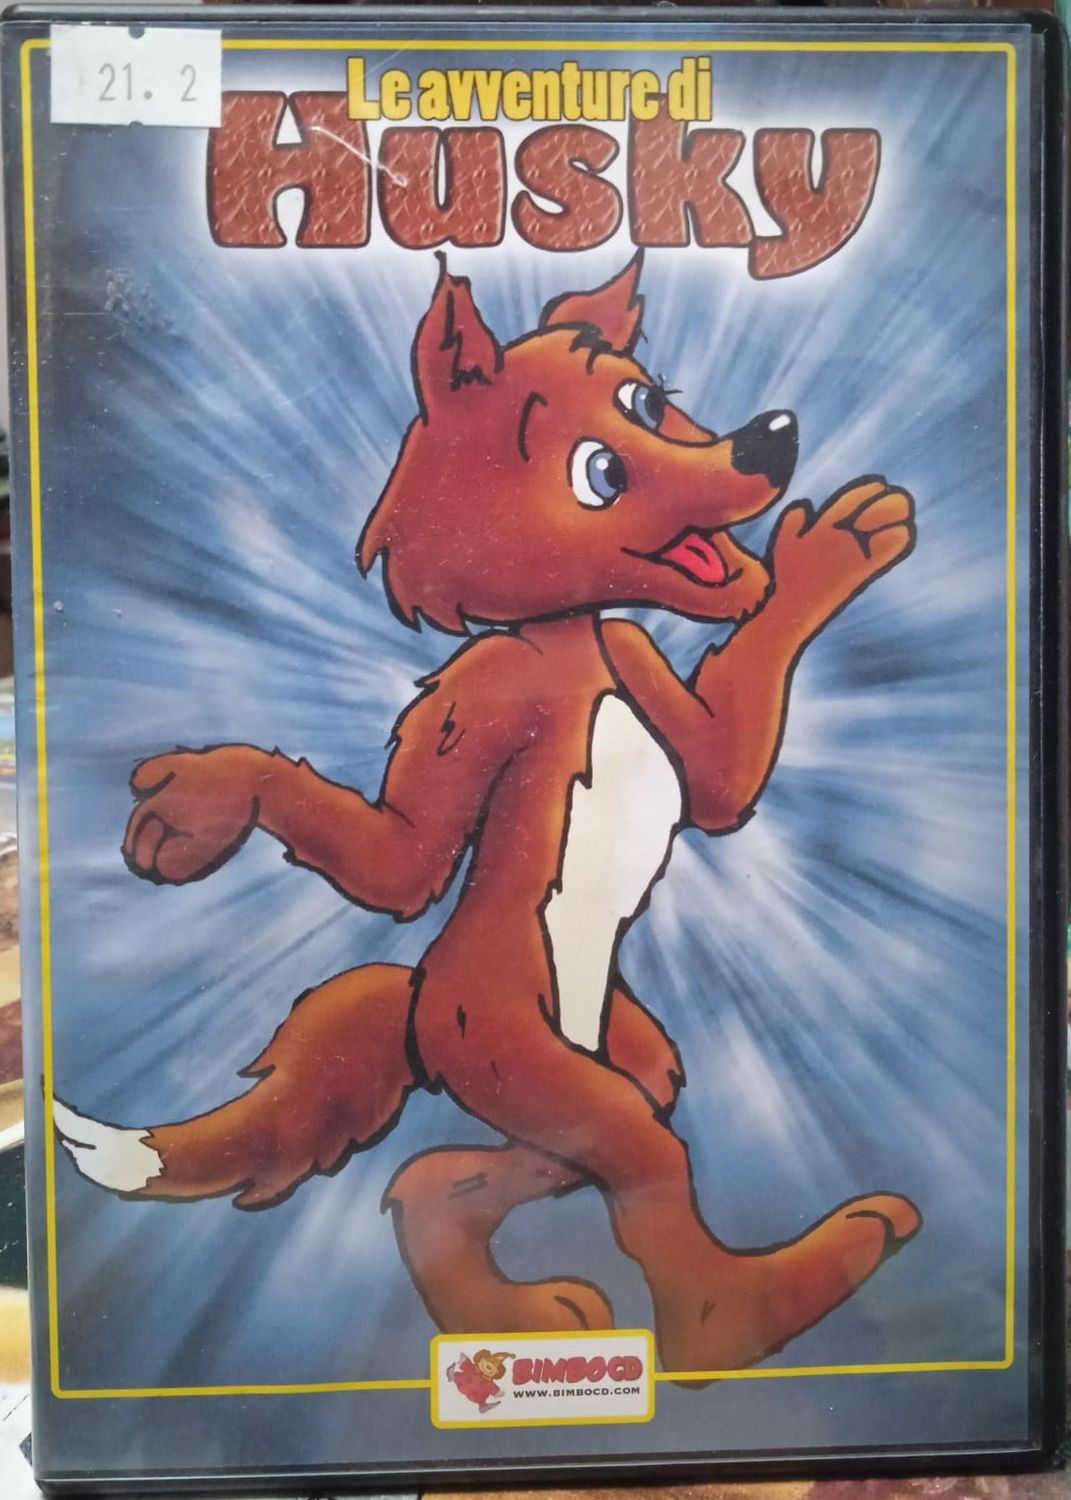 21. 2
Le avventure di
Husky
BIMBOCD
WWW.BIMBOCD.COM